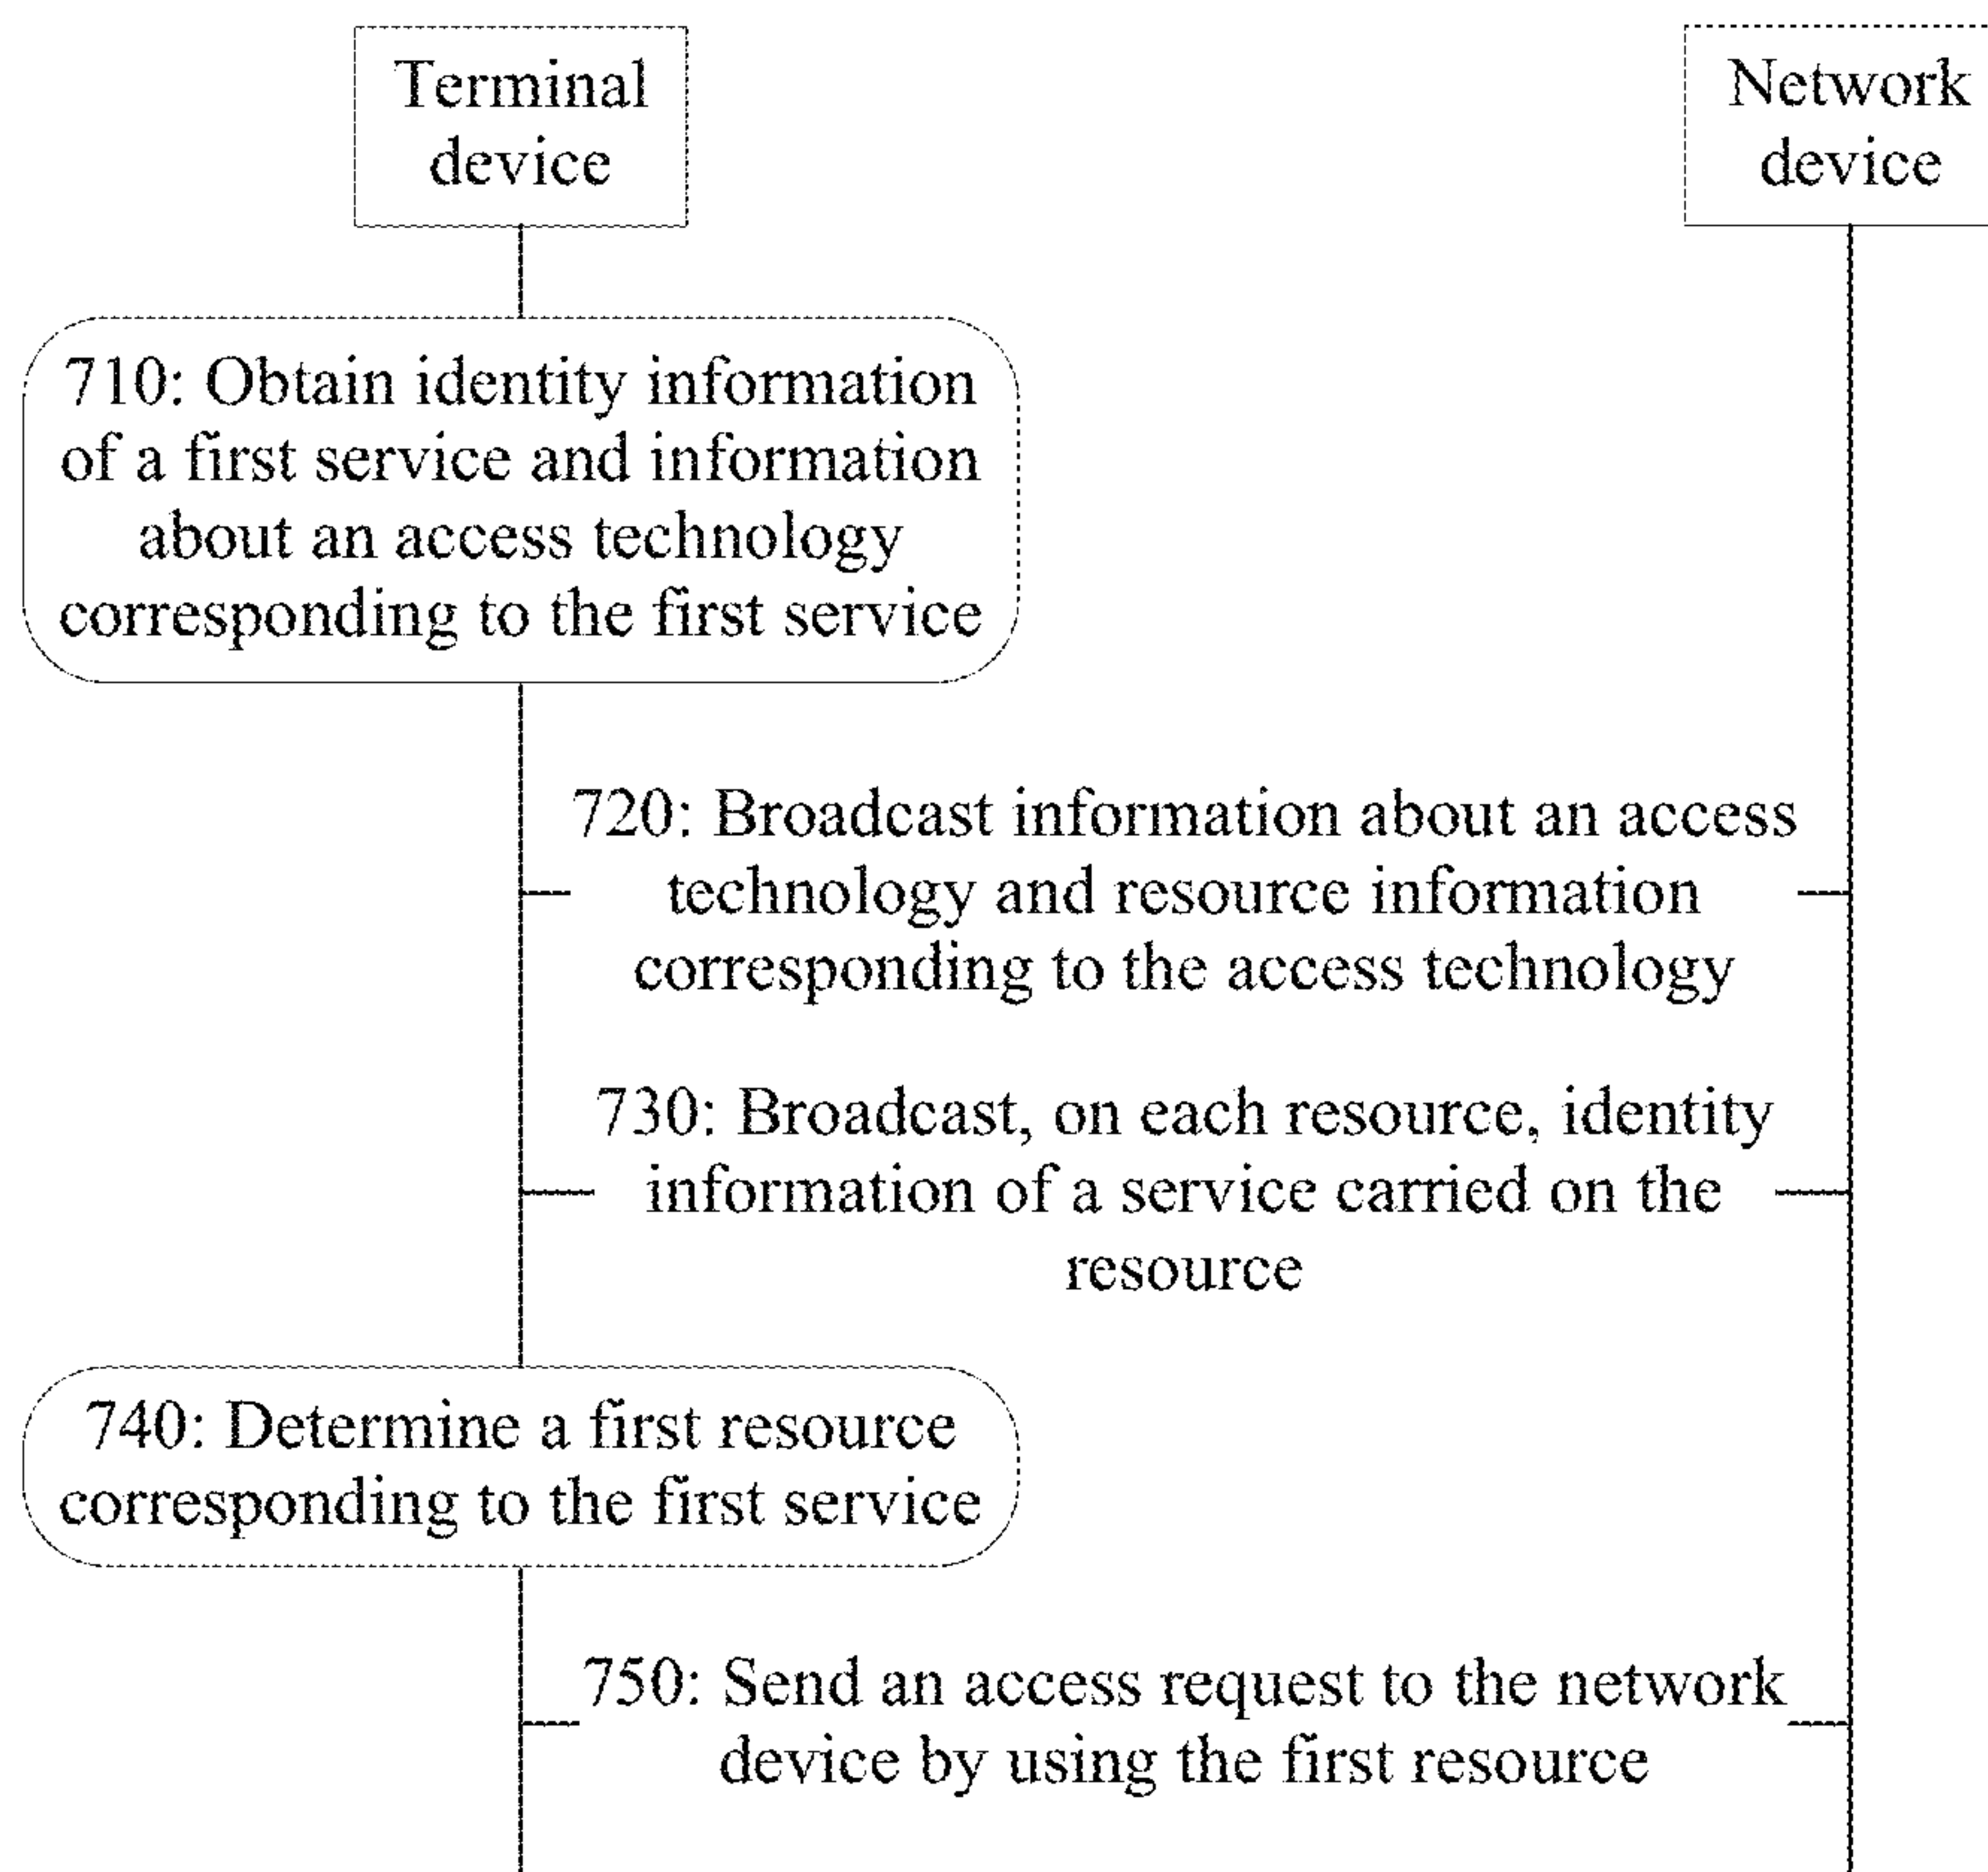 Terminal
device
Network
device
710: Obtain identity information
of a first service and information
about an access technology
corresponding to the first service
720: Broadcast information about an access
technology and resource information
corresponding to the access technology
730: Broadcast, on each resource, identity
information of a service carried on the
resource
740: Determine a first resource
corresponding to the first service
750: Send an access request to the network
device by using the first resource